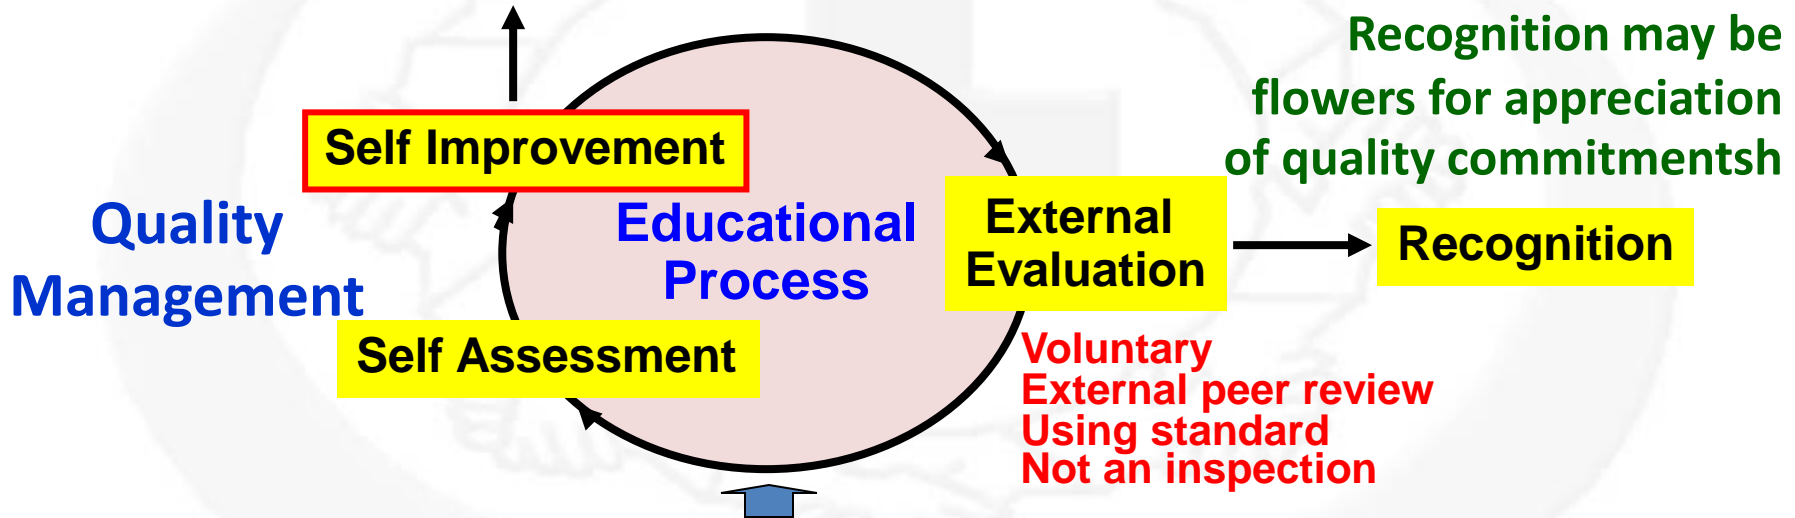 Recognition may be
flowers for appreciation
of quality commitmentsh
Self Improvement
Quality
Management
Educational
Process
External
Evaluation
Recognition
Self Assessment
Voluntary
External peer review
Using standard
Not an inspection